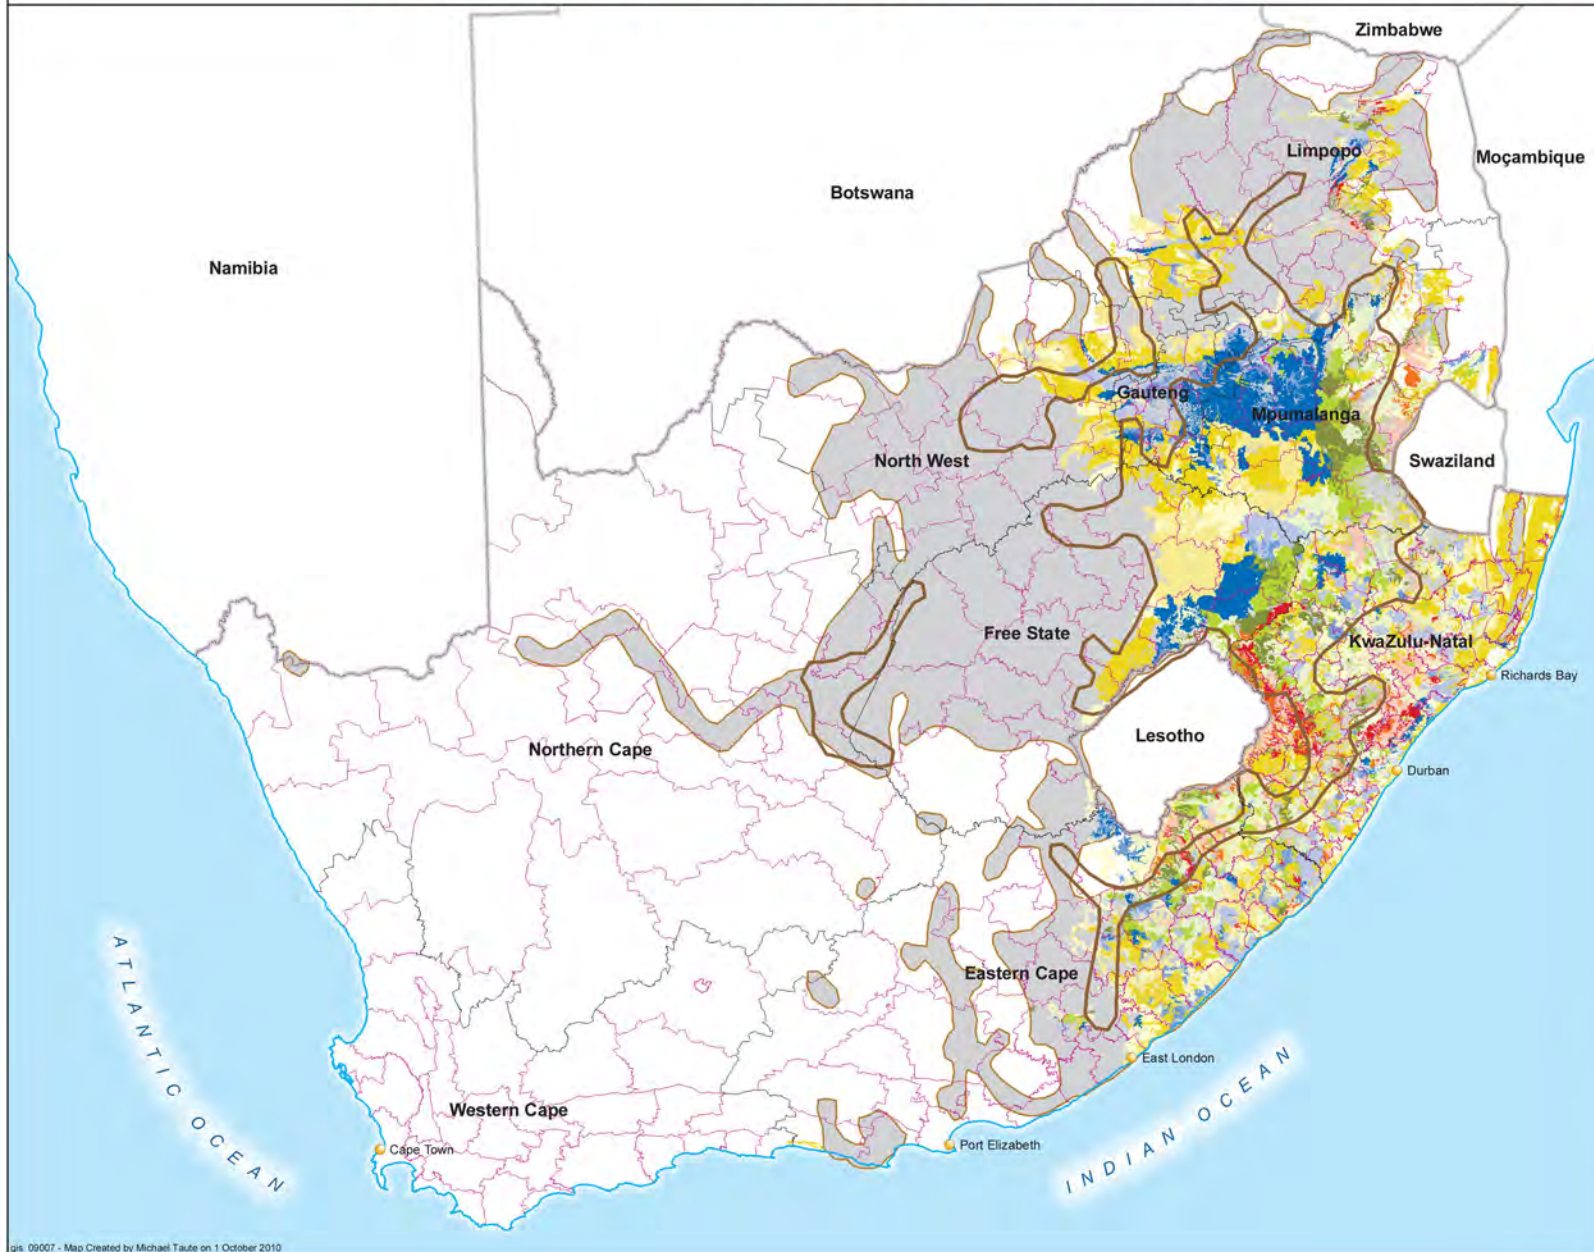 Zimbabwe
Limpopo
Moçambique
Botswana
Namibia
Gauteng
Mpumalanga
North West
Swaziland
Free State
KwaZulu-Natal
Richards Bay
Northern Cape
Lesotho
Durban
Eastern Cape
ATLANTIC OCEAN
East London
INDIAN OCEAN
Western Cape
Cape Town
Port Elizabeth
gis_09007 - Map Created by Michael Taute on 1 October 2010